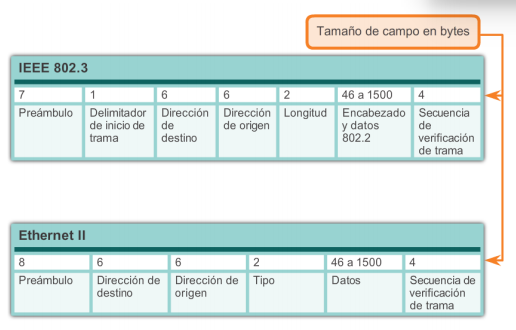 Tamaño de campo en bytes
IEEE 802.3
7 1 6 6 2 46 a 1500 4
Preámbulo Delimitador Dirección Dirección Longitud Encabezado Secuencia
de inicio de de de origen y datos de
trama destino 802.2 verificación
de trama
Ethernet II
8 6 6 2 46 a 1500 4
Preámbulo Dirección de Dirección de Tipo Datos Secuencia de
destino origen verificación
de trama